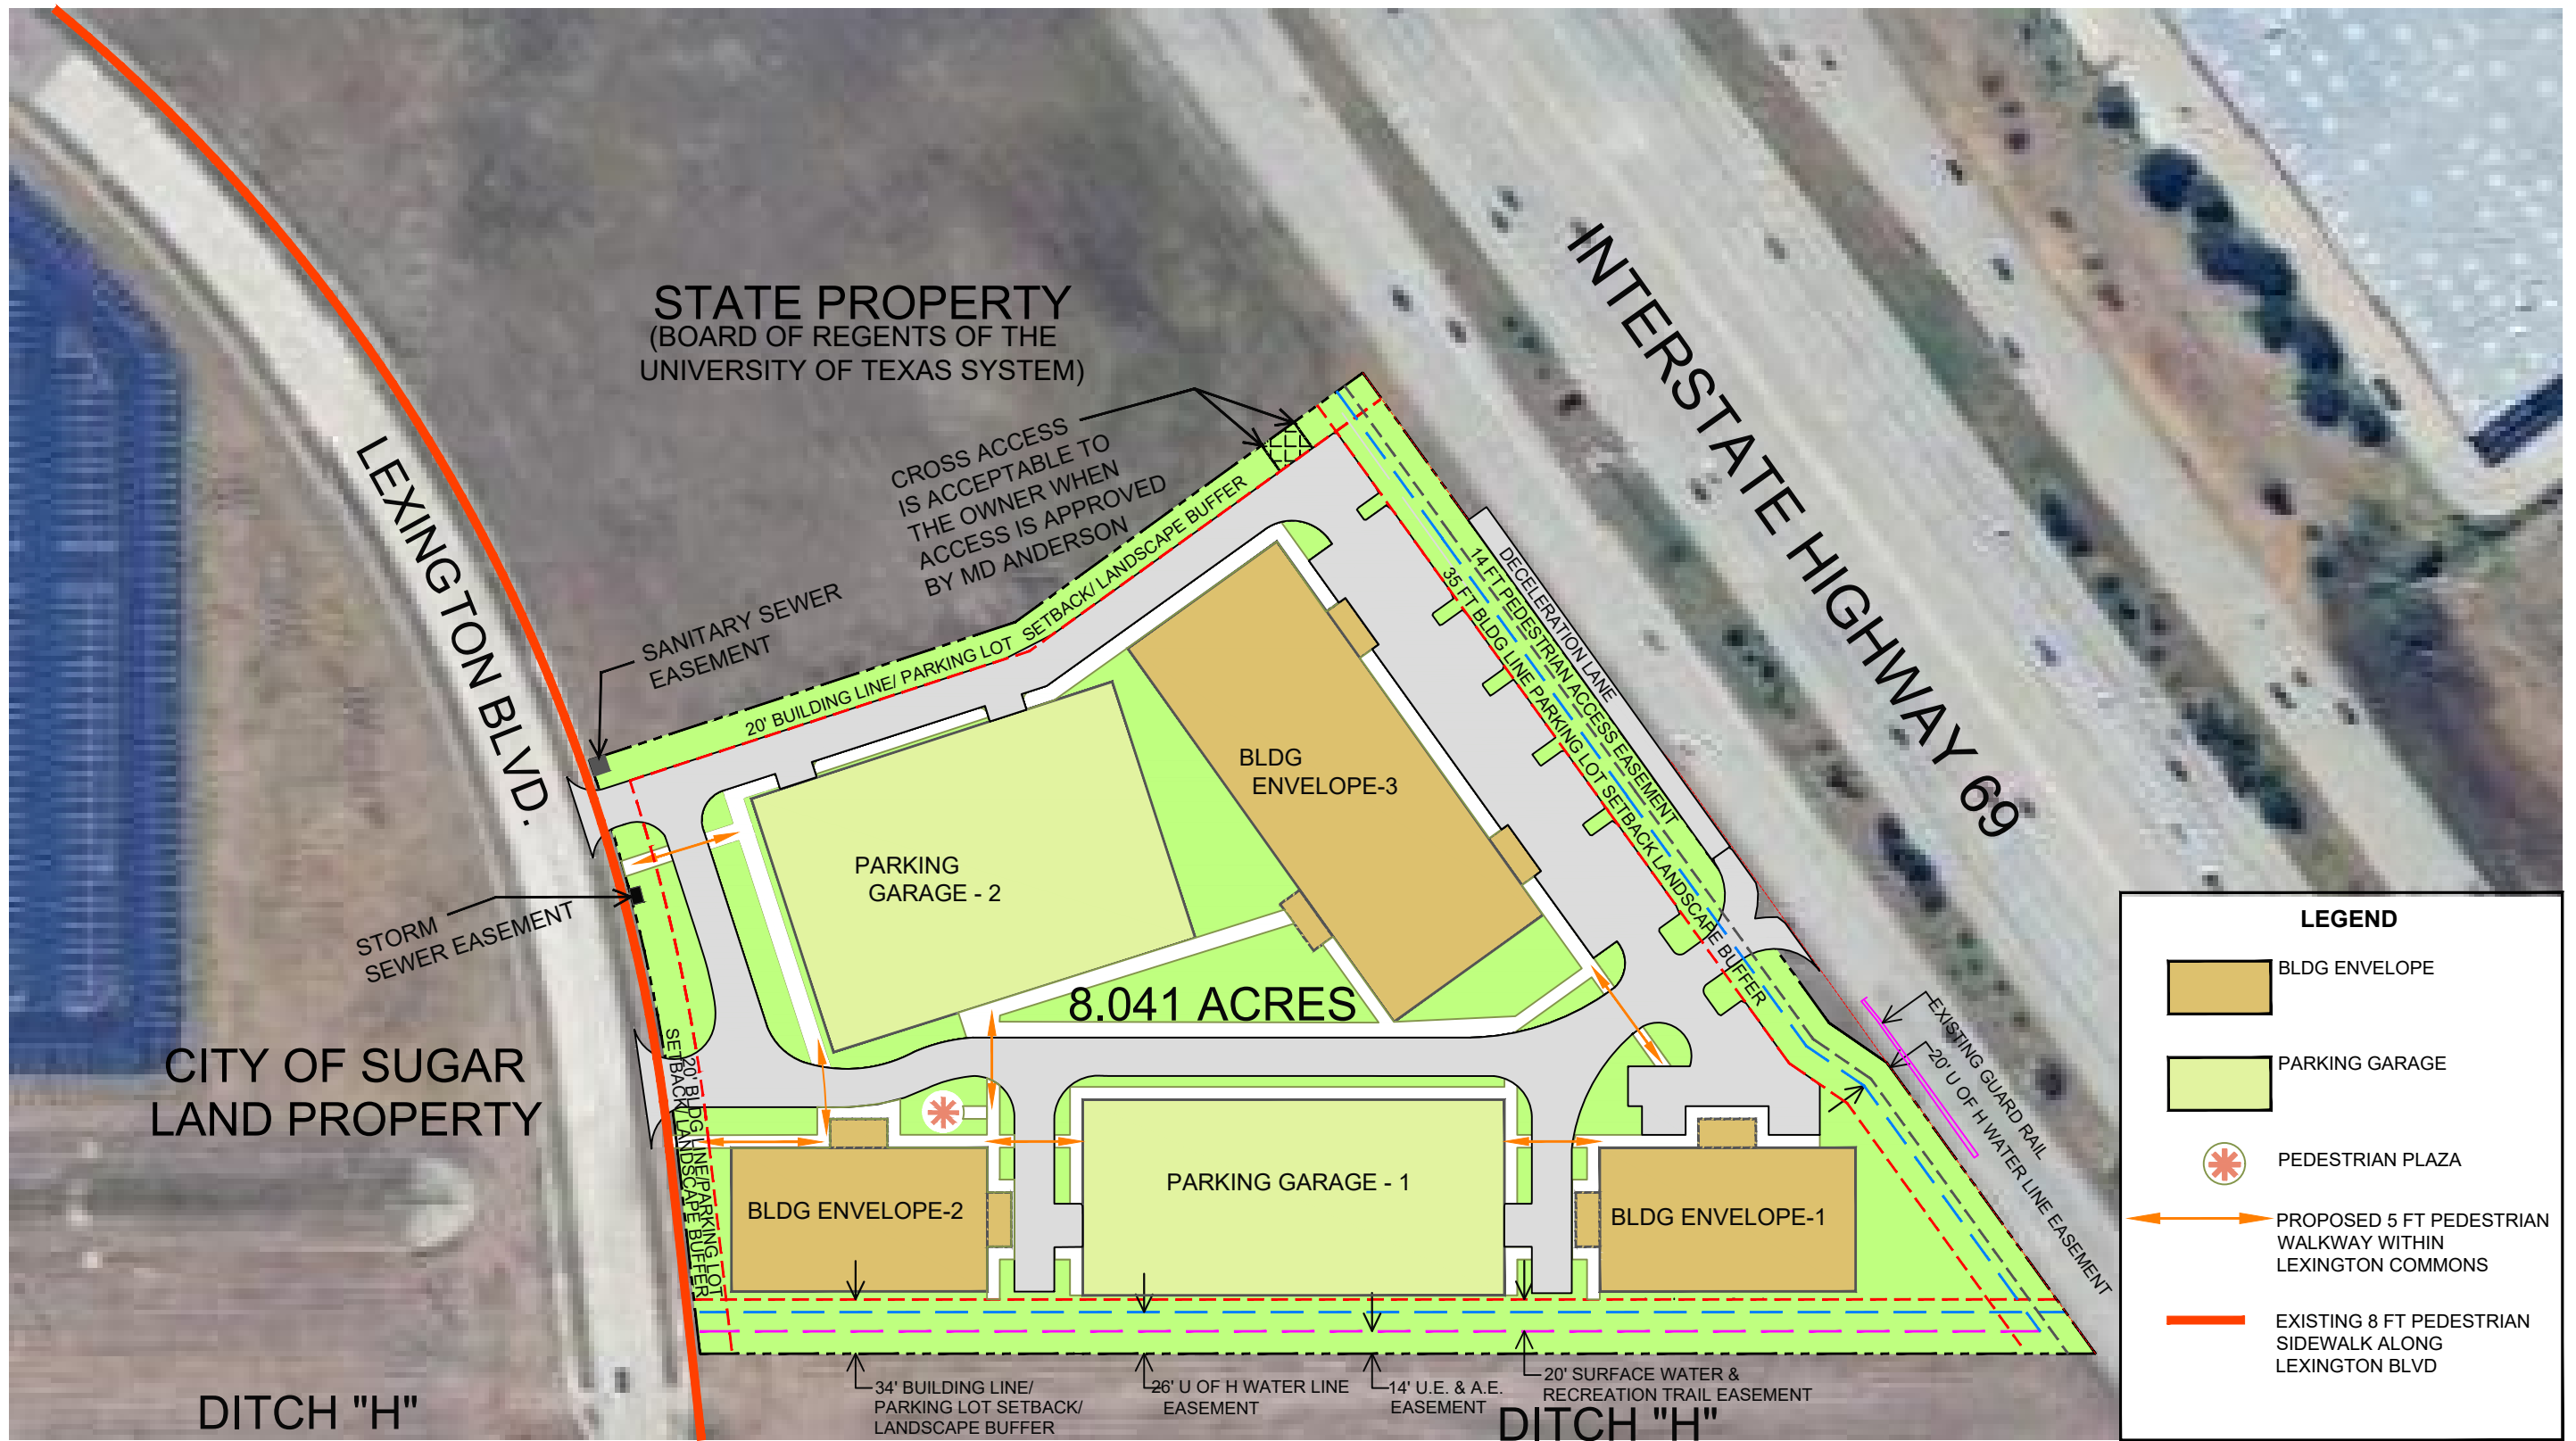 STATE PROPERTY
(BOARD OF REGENTS OF THE
UNIVERSITY OF TEXAS SYSTEM)
INTERSTATE HIGHWAY 69
CROSS ACCESS
IS ACCEPTABLE TO
THE OWNER WHEN
ACCESS IS APPROVED
BY MD ANDERSON
LEXINGTON BLVD.
SANITARY SEWER
EASEMENT
20' BUILDING LINE/ PARKING LOT SETBACK/ LANDSCAPE BUFFER
DECELERATION LANE
14 FT PEDESTRIAN ACCESS EASEMENT
35 FT BLDG LINE PARKING LOT SETBACK LANDSCAPE BUFFER
BLDG
ENVELOPE-3
PARKING
GARAGE - 2
STORM
SEWER EASEMENT
8.041 ACRES
CITY OF SUGAR
LAND PROPERTY
20' BLDG LINE/PARKING LOT
SETBACK/LANDSCAPE BUFFER
EXISTING GUARD RAIL
20' U OF H WATER LINE EASEMENT
BLDG ENVELOPE-2
PARKING GARAGE - 1
BLDG ENVELOPE-1
34' BUILDING LINE/
PARKING LOT SETBACK/
LANDSCAPE BUFFER
26' U OF H WATER LINE
EASEMENT
14' U.E. & A.E.
EASEMENT
20' SURFACE WATER &
RECREATION TRAIL EASEMENT
DITCH "H"
DITCH "H"
LEGEND
BLDG ENVELOPE
PARKING GARAGE
PEDESTRIAN PLAZA
PROPOSED 5 FT PEDESTRIAN
WALKWAY WITHIN
LEXINGTON COMMONS
EXISTING 8 FT PEDESTRIAN
SIDEWALK ALONG
LEXINGTON BLVD